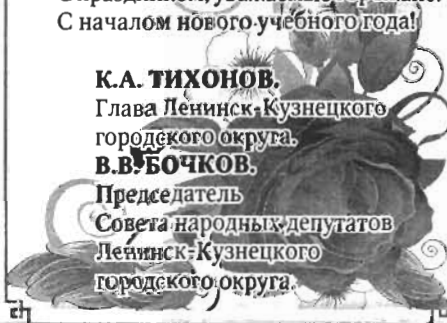 С началом нового учебного года!
К.А. ТИХОНОВ.
Глава Ленинск-Кузнецкого
городского округа.
В.В. БОЧКОВ.
Председатель
Совета народных депутатов
Ленинск-Кузнецкого
городского округа.